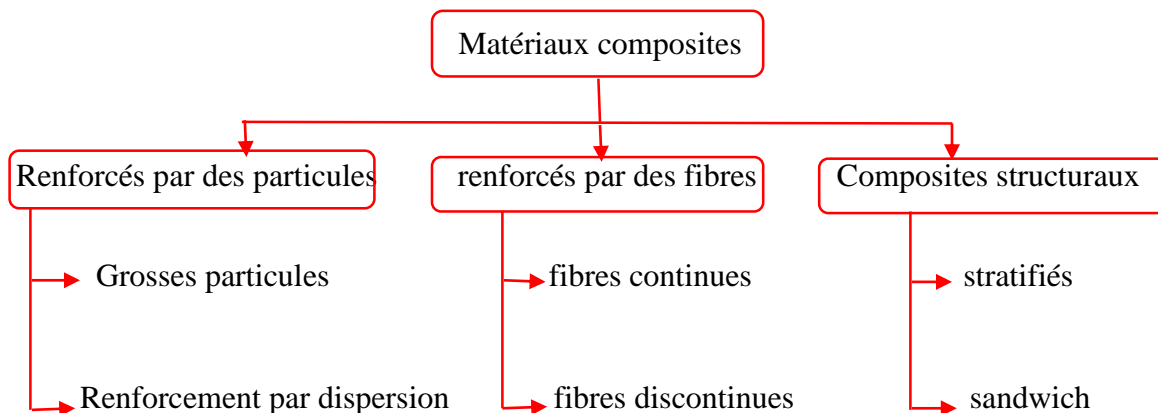 Matériaux composites
Renforcés par des particules
renforcés par des fibres
Composites structuraux
Grosses particules
fibres continues
stratifiés
Renforcement par dispersion
fibres discontinues
sandwich